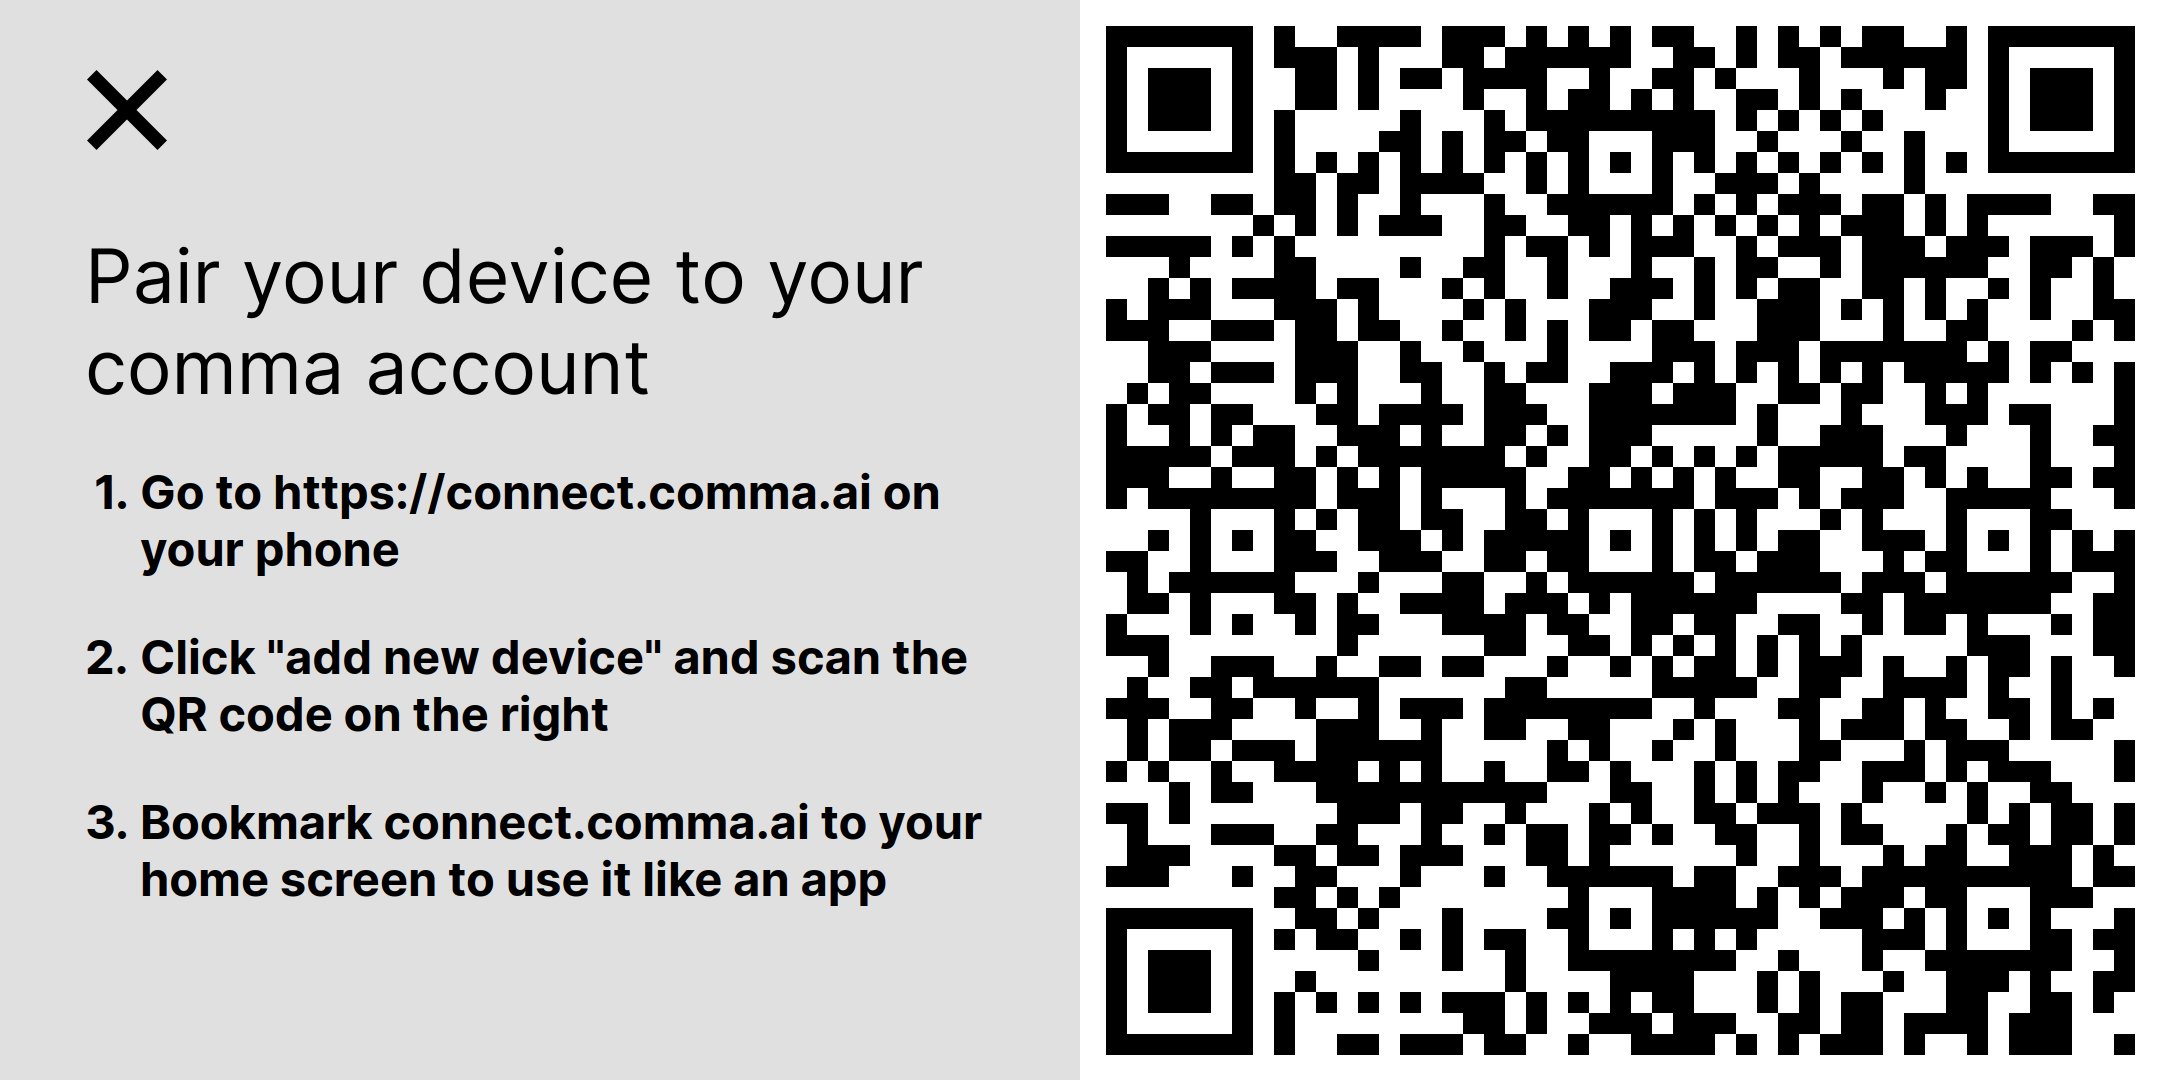 Pair your device to your
comma account
1. Go to https://connect.comma.ai on
your phone
2. Click "add new device" and scan the
QR code on the right
3. Bookmark connect.comma.ai to your
home screen to use it like an app